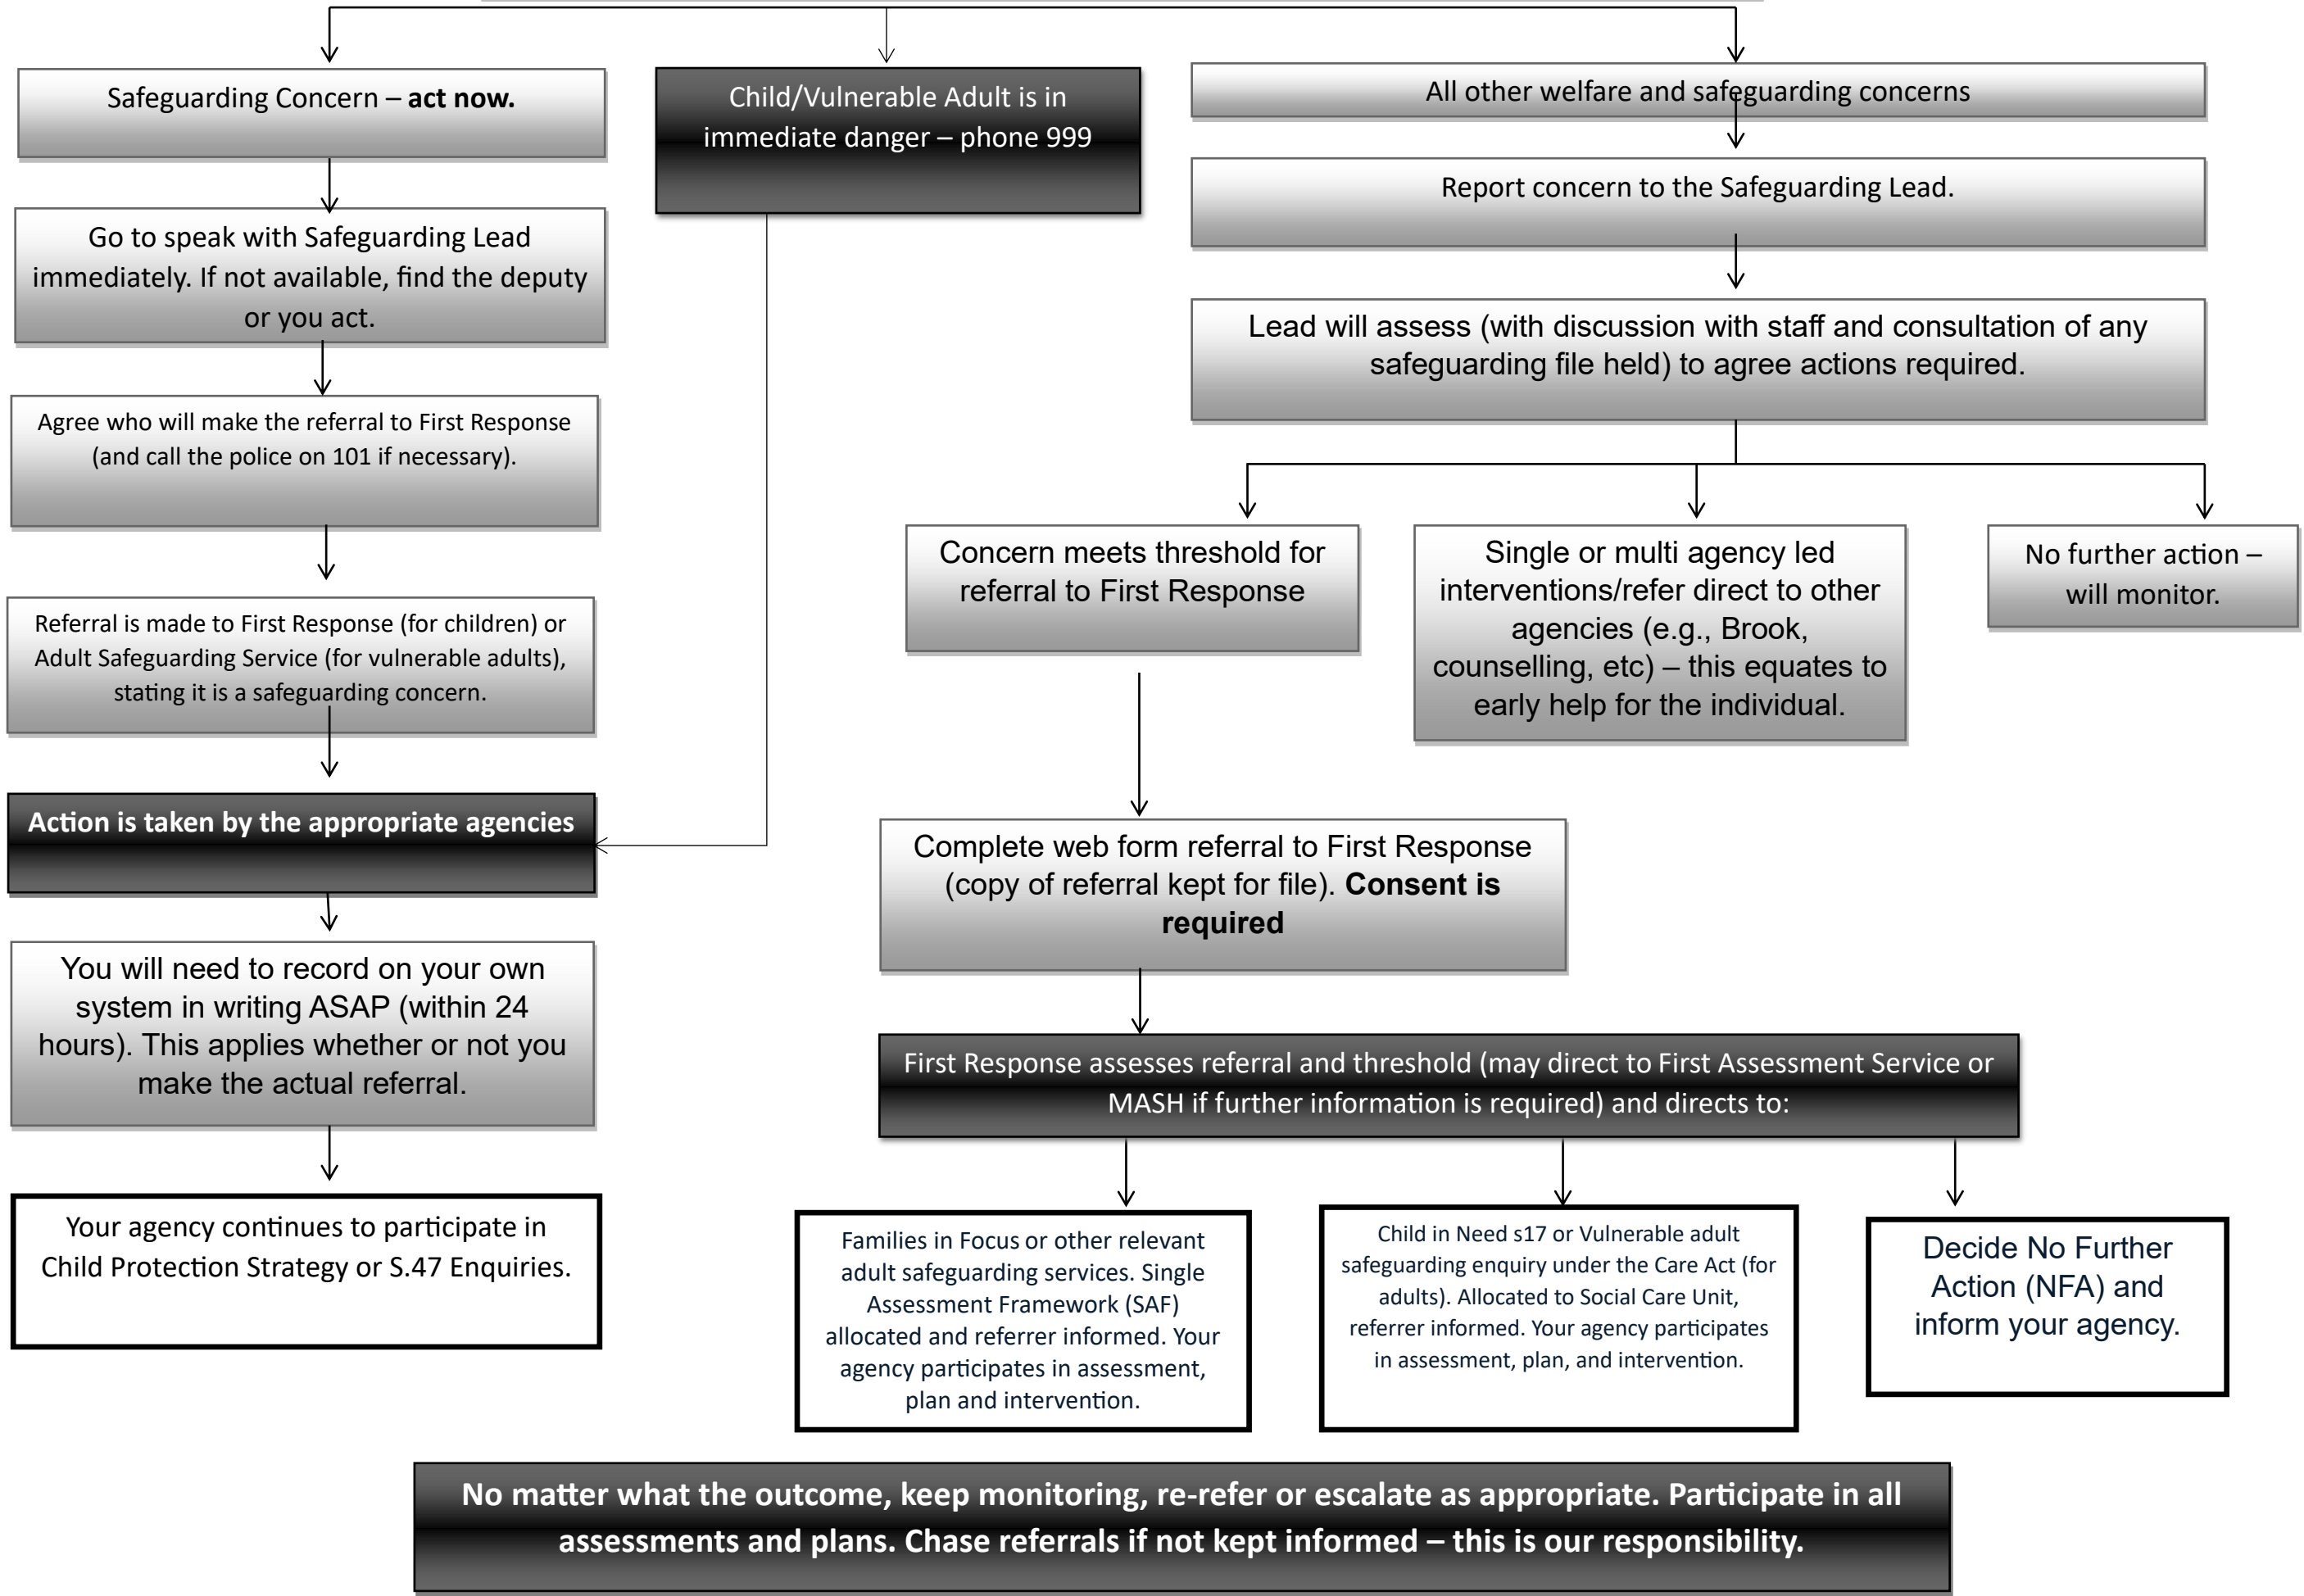 Safeguarding Concern – act now.
Go to speak with Safeguarding Lead
immediately. If not available, find the deputy
or you act.
Agree who will make the referral to First Response
(and call the police on 101 if necessary).
Referral is made to First Response (for children) or
Adult Safeguarding Service (for vulnerable adults),
stating it is a safeguarding concern.
Action is taken by the appropriate agencies
You will need to record on your own
system in writing ASAP (within 24
hours). This applies whether or not you
make the actual referral.
Your agency continues to participate in
Child Protection Strategy or S.47 Enquiries.
Child/Vulnerable Adult is in
immediate danger – phone 999
All other welfare and safeguarding concerns
Report concern to the Safeguarding Lead.
Lead will assess (with discussion with staff and consultation of any
safeguarding file held) to agree actions required.
Concern meets threshold for
referral to First Response
Single or multi agency led
interventions/refer direct to other
agencies (e.g., Brook,
counselling, etc) – this equates to
early help for the individual.
No further action –
will monitor.
Complete web form referral to First Response
(copy of referral kept for file). Consent is
required
First Response assesses referral and threshold (may direct to First Assessment Service or
MASH if further information is required) and directs to:
Families in Focus or other relevant
adult safeguarding services. Single
Assessment Framework (SAF)
allocated and referrer informed. Your
agency participates in assessment,
plan and intervention.
Child in Need s17 or Vulnerable adult
safeguarding enquiry under the Care Act (for
adults). Allocated to Social Care Unit,
referrer informed. Your agency participates
in assessment, plan, and intervention.
Decide No Further
Action (NFA) and
inform your agency.
No matter what the outcome, keep monitoring, re-refer or escalate as appropriate. Participate in all
assessments and plans. Chase referrals if not kept informed – this is our responsibility.